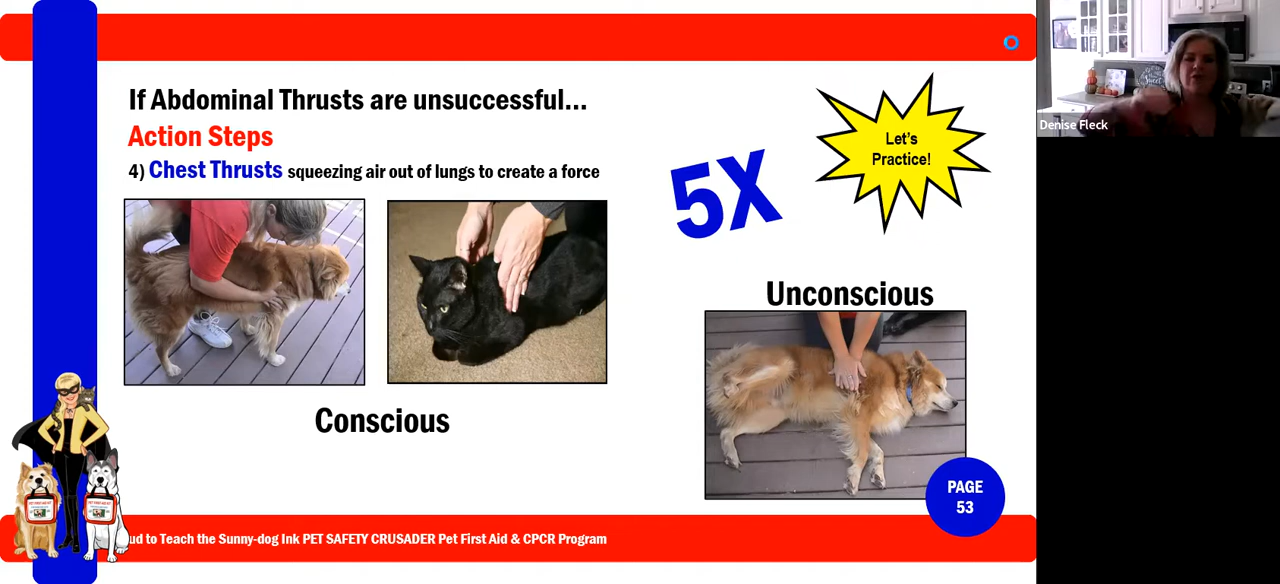 If Abdominal Thrusts are unsuccessful...
Action Steps
4) Chest Thrusts squeezing air out of lungs to create a force
5X
Let's
Practice!
Conscious
Unconscious
PAGE
53
ud to Teach the Sunny-dog Ink PET SAFETY CRUSADER Pet First Aid & CPCR Program
Denise Fleck